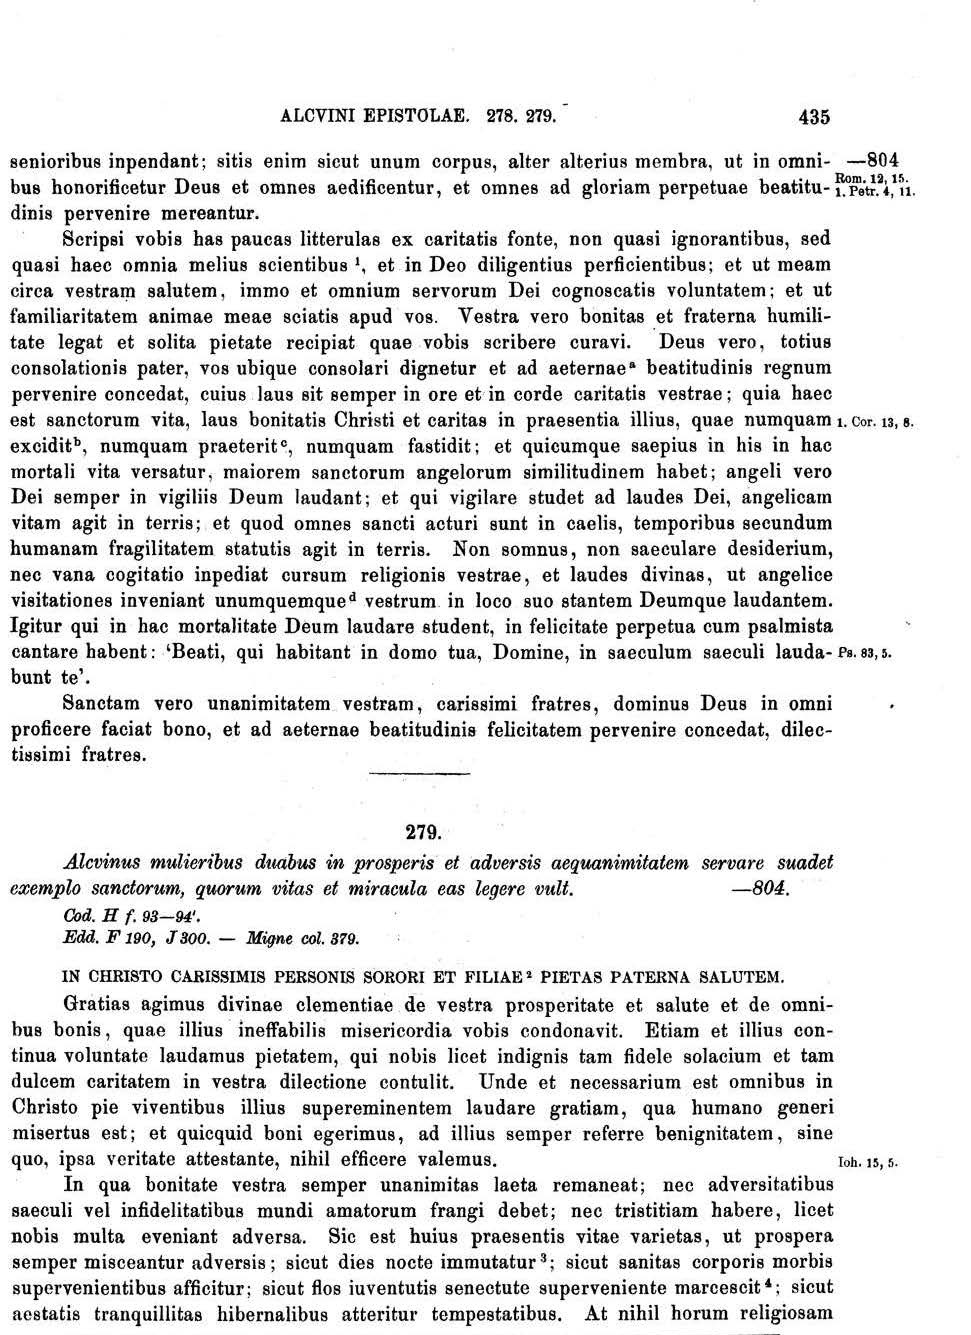 ALCVINI EPISTOLAE. 278. 279. 435
senioribus inpendant; sitis enim sicut unum corpus, alter alterius membra, ut in omni- —804
bus honorificetur Deus et omnes aedificentur, et omnes ad gloriam perpetuae beatitu- Rom. 12, 15. 1. Petr. 4, 11.
dinis pervenire mereantur.
Scripsi vobis has paucas litterulas ex caritatis fonte, non quasi ignorantibus, sed
quasi haec omnia melius scientibus ¹, et in Deo diligentius perficientibus; et ut meam
circa vestram salutem, immo et omnium servorum Dei cognoscatis voluntatem; et ut
familiaritatem animae meae sciatis apud vos. Vestra vero bonitas et fraterna humili-
tate legat et solita pietate recipiat quae vobis scribere curavi. Deus vero, totius
consolationis pater, vos ubique consolari dignetur et ad aeternaeᵃ beatitudinis regnum
pervenire concedat, cuius laus sit semper in ore et in corde caritatis vestrae; quia haec
est sanctorum vita, laus bonitatis Christi et caritas in praesentia illius, quae numquam 1. Cor. 13, 8.
exciditᵇ, numquam praeteritᶜ, numquam fastidit; et quicumque saepius in his in hac
mortali vita versatur, maiorem sanctorum angelorum similitudinem habet; angeli vero
Dei semper in vigiliis Deum laudant; et qui vigilare studet ad laudes Dei, angelicam
vitam agit in terris; et quod omnes sancti acturi sunt in caelis, temporibus secundum
humanam fragilitatem statutis agit in terris. Non somnus, non saeculare desiderium,
nec vana cogitatio inpediat cursum religionis vestrae, et laudes divinas, ut angelice
visitationes inveniant unumquemqueᵈ vestrum in loco suo stantem Deumque laudantem.
Igitur qui in hac mortalitate Deum laudare student, in felicitate perpetua cum psalmista
cantare habent: ‘Beati, qui habitant in domo tua, Domine, in saeculum saeculi lauda- Ps. 83, 5.
bunt te’.
Sanctam vero unanimitatem vestram, carissimi fratres, dominus Deus in omni
proficere faciat bono, et ad aeternae beatitudinis felicitatem pervenire concedat, dilec-
tissimi fratres.
279.
Alcvinus mulieribus duabus in prosperis et adversis aequanimitatem servare suadet
exemplo sanctorum, quorum vitas et miracula eas legere vult. —804.
Cod. H f. 93—94'.
Edd. F 190, J 300. — Migne col. 379.
IN CHRISTO CARISSIMIS PERSONIS SORORI ET FILIAE ² PIETAS PATERNA SALUTEM.
Gratias agimus divinae clementiae de vestra prosperitate et salute et de omni-
bus bonis, quae illius ineffabilis misericordia vobis condonavit. Etiam et illius con-
tinua voluntate laudamus pietatem, qui nobis licet indignis tam fidele solacium et tam
dulcem caritatem in vestra dilectione contulit. Unde et necessarium est omnibus in
Christo pie viventibus illius supereminentem laudare gratiam, qua humano generi
misertus est; et quicquid boni egerimus, ad illius semper referre benignitatem, sine
quo, ipsa veritate attestante, nihil efficere valemus. Ioh. 15, 5.
In qua bonitate vestra semper unanimitas laeta remaneat; nec adversitatibus
saeculi vel infidelitatibus mundi amatorum frangi debet; nec tristitiam habere, licet
nobis multa eveniant adversa. Sic est huius praesentis vitae varietas, ut prospera
semper misceantur adversis; sicut dies nocte immutatur ³; sicut sanitas corporis morbis
supervenientibus afficitur; sicut flos iuventutis senectute superveniente marcescit ⁴; sicut
aestatis tranquillitas hibernalibus atteritur tempestatibus. At nihil horum religiosam